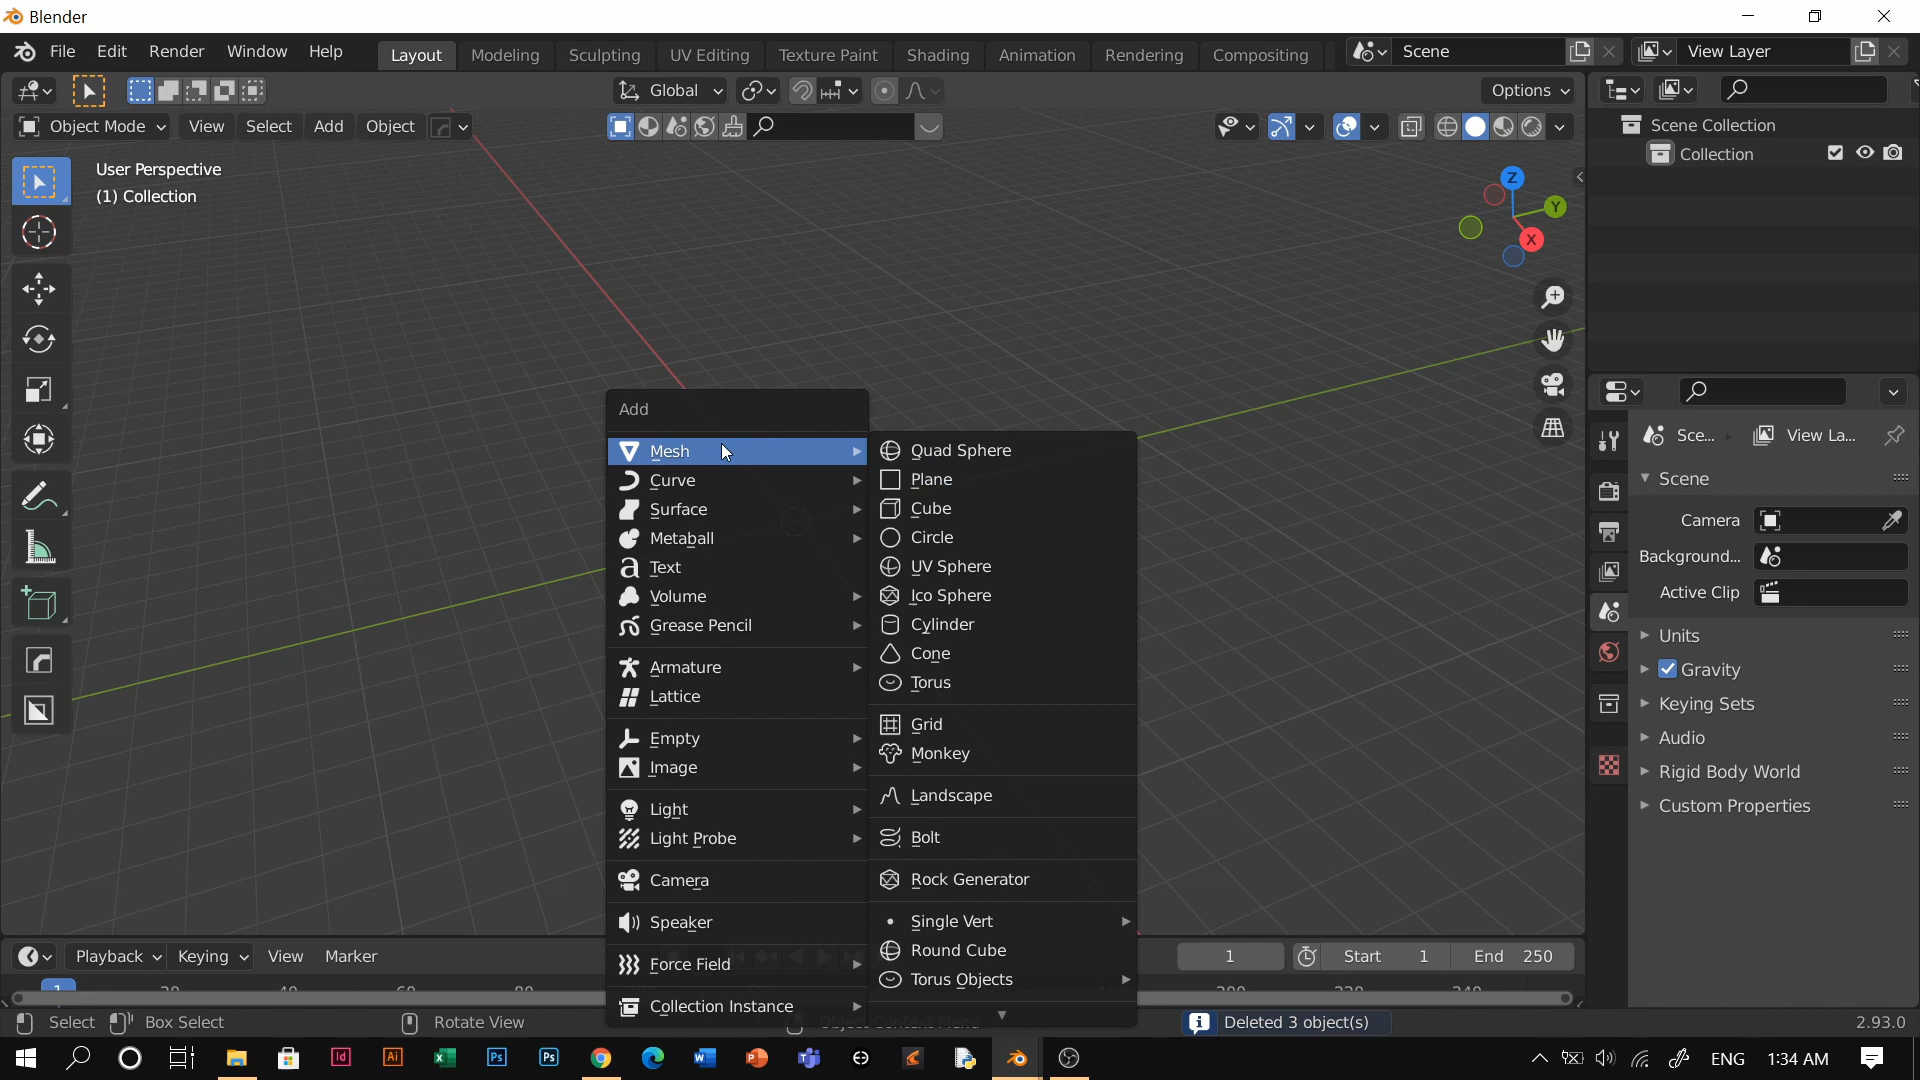 Blender
File Edit Render Window Help Layout Modeling Sculpting UV Editing Texture Paint Shading Animation Rendering Compositing Scene View Layer
Global Options
Object Mode View Select Add Object
User Perspective
(1) Collection
Z
Y
X
Scene Collection
Collection
Sce... View La...
Scene
Camera
Background...
Active Clip
Units
Gravity
Keying Sets
Audio
Rigid Body World
Custom Properties
Add
Mesh
Curve
Surface
Metaball
Text
Volume
Grease Pencil
Armature
Lattice
Empty
Image
Light
Light Probe
Camera
Speaker
Force Field
Collection Instance
Quad Sphere
Plane
Cube
Circle
UV Sphere
Ico Sphere
Cylinder
Cone
Torus
Grid
Monkey
Landscape
Bolt
Rock Generator
Single Vert
Round Cube
Torus Objects
Playback Keying View Marker 1 Start 1 End 250
1
Select Box Select Rotate View Object Context Menu Deleted 3 object(s) 2.93.0
Id Ai Ps Ps ENG 1:34 AM